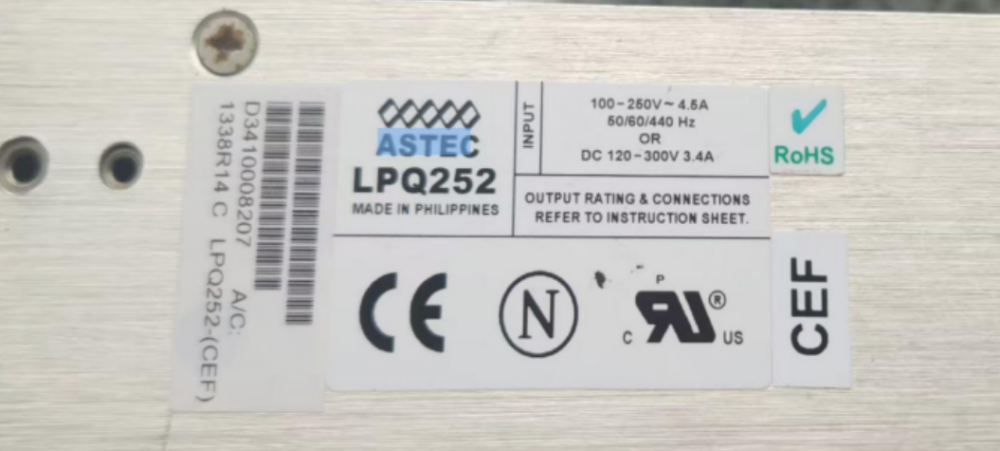 D3410008207 A/C:
1338R14 C LPQ252-(CEF)
ASTEC
LPQ252
MADE IN PHILIPPINES
INPUT
100-250V~ 4.5A
50/60/440 Hz
OR
DC 120-300V 3.4A
OUTPUT RATING & CONNECTIONS
REFER TO INSTRUCTION SHEET.
RoHS
CE
N
P
C RU ® US
CEF